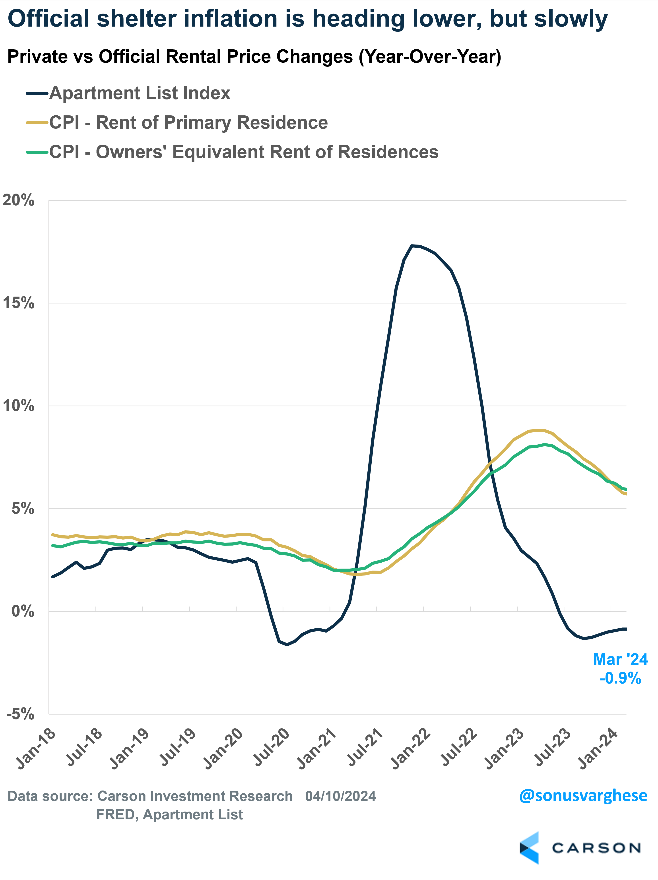 Official shelter inflation is heading lower, but slowly
Private vs Official Rental Price Changes (Year-Over-Year)
Apartment List Index
CPI - Rent of Primary Residence
CPI - Owners' Equivalent Rent of Residences
20%
15%
10%
5%
0%
-5%
Mar '24
-0.9%
Jan-18
Jul-18
Jan-19
Jul-19
Jan-20
Jul-20
Jan-21
Jul-21
Jan-22
Jul-22
Jan-23
Jul-23
Jan-24
Data source: Carson Investment Research 04/10/2024
FRED, Apartment List
@sonusvarghese
CARSON